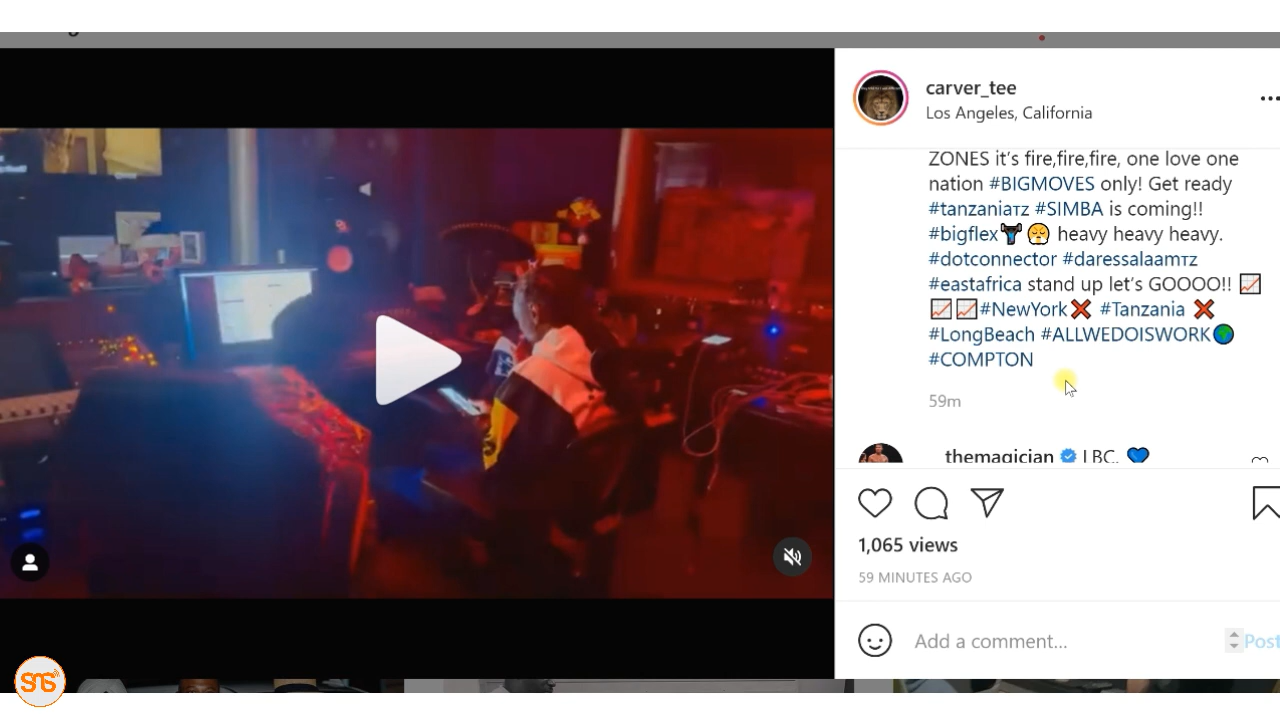 carver_tee
Los Angeles, California
ZONES it's fire,fire,fire, one love one
nation #BIGMOVES only! Get ready
#tanzaniaтz #SIMBA is coming!!
#bigflex heavy heavy heavy.
#dotconnector #daressalaamтz
#eastafrica stand up let's GOOOO!! 📈
📈📈#NewYork❌ #Tanzania ❌
#LongBeach #ALLWEDOISWORK🌍
#COMPTON
59m
themagician LBC. 💙
1,065 views
59 MINUTES AGO
Add a comment...
Post
SNS